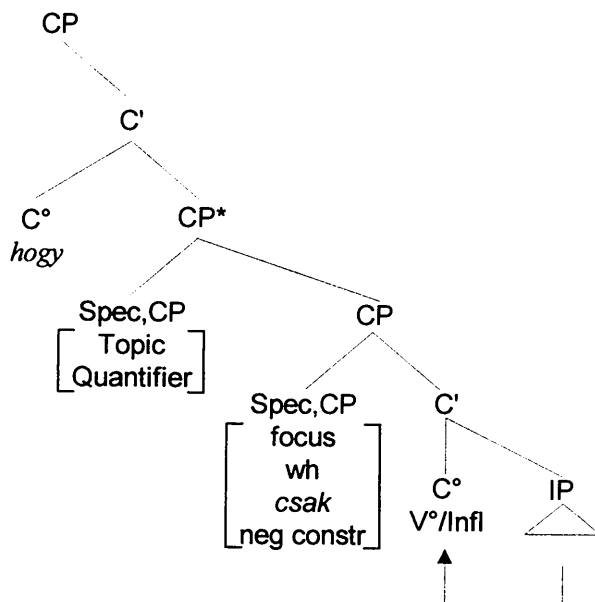 CP
C'
C° CP*
hogy
Spec,CP CP
Topic
Quantifier
Spec,CP C'
focus
wh
csak
neg constr
C° IP
V°/Infl